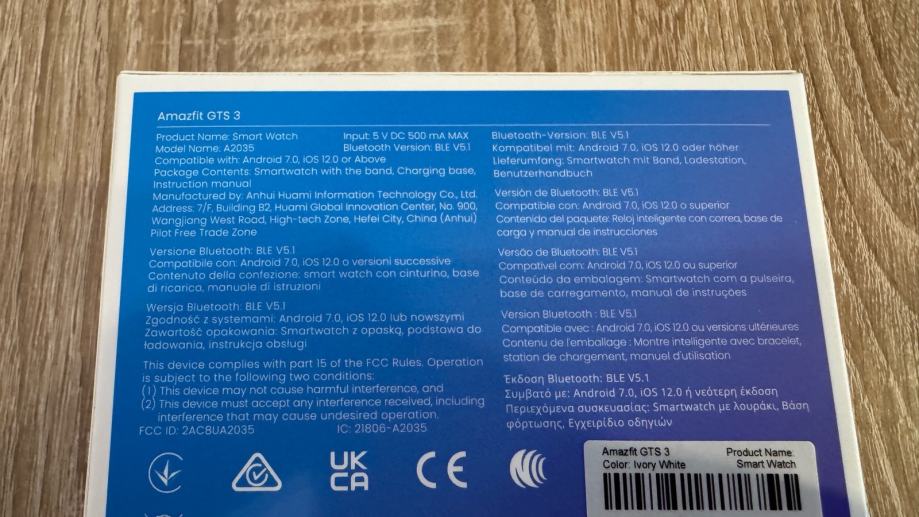 Amazfit GTS 3
Product Name: Smart Watch Input: 5 V DC 500 mA MAX
Model Name: A2035 Bluetooth Version: BLE V5.1
Compatible with: Android 7.0, iOS 12.0 or Above
Package Contents: Smartwatch with the band, Charging base,
Instruction manual
Manufactured by: Anhui Huami Information Technology Co., Ltd.
Address: 7/F, Building B2, Huami Global Innovation Center, No. 900,
Wangjiang West Road, High-tech Zone, Hefei City, China (Anhui)
Pilot Free Trade Zone
Versione Bluetooth: BLE V5.1
Compatibile con: Android 7.0, iOS 12.0 o versioni successive
Contenuto della confezione: smart watch con cinturino, base
di ricarica, manuale di istruzioni
Wersja Bluetooth: BLE V5.1
Zgodność z systemami: Android 7.0, iOS 12.0 lub nowszymi
Zawartość opakowania: Smartwatch z opaską, podstawa do
ładowania, instrukcja obsługi
This device complies with part 15 of the FCC Rules. Operation
is subject to the following two conditions:
(1) This device may not cause harmful interference, and
(2) This device must accept any interference received, including
interference that may cause undesired operation.
FCC ID: 2AC8UA2035 IC: 21806-A2035
Bluetooth-Version: BLE V5.1
Kompatibel mit: Android 7.0, iOS 12.0 oder höher
Lieferumfang: Smartwatch mit Band, Ladestation,
Benutzerhandbuch
Versión de Bluetooth: BLE V5.1
Compatible con: Android 7.0, iOS 12.0 o superior
Contenido del paquete: Reloj inteligente con correa, base de
carga y manual de instrucciones
Versão de Bluetooth: BLE V5.1
Compatível com: Android 7.0, iOS 12.0 ou superior
Conteúdo da embalagem: Smartwatch com a pulseira,
base de carregamento, manual de instruções
Version Bluetooth : BLE V5.1
Compatible avec : Android 7.0, iOS 12.0 ou versions ultérieures
Contenu de l'emballage : Montre intelligente avec bracelet,
station de chargement, manuel d'utilisation
Έκδοση Bluetooth: BLE V5.1
Συμβατό με: Android 7.0, iOS 12.0 ή νεότερη έκδοση
Περιεχόμενα συσκευασίας: Smartwatch με λουράκι, Βάση
φόρτισης, Εγχειρίδιο οδηγιών
UK
CA
CE
Amazfit GTS 3 Product Name:
Color: Ivory White Smart Watch